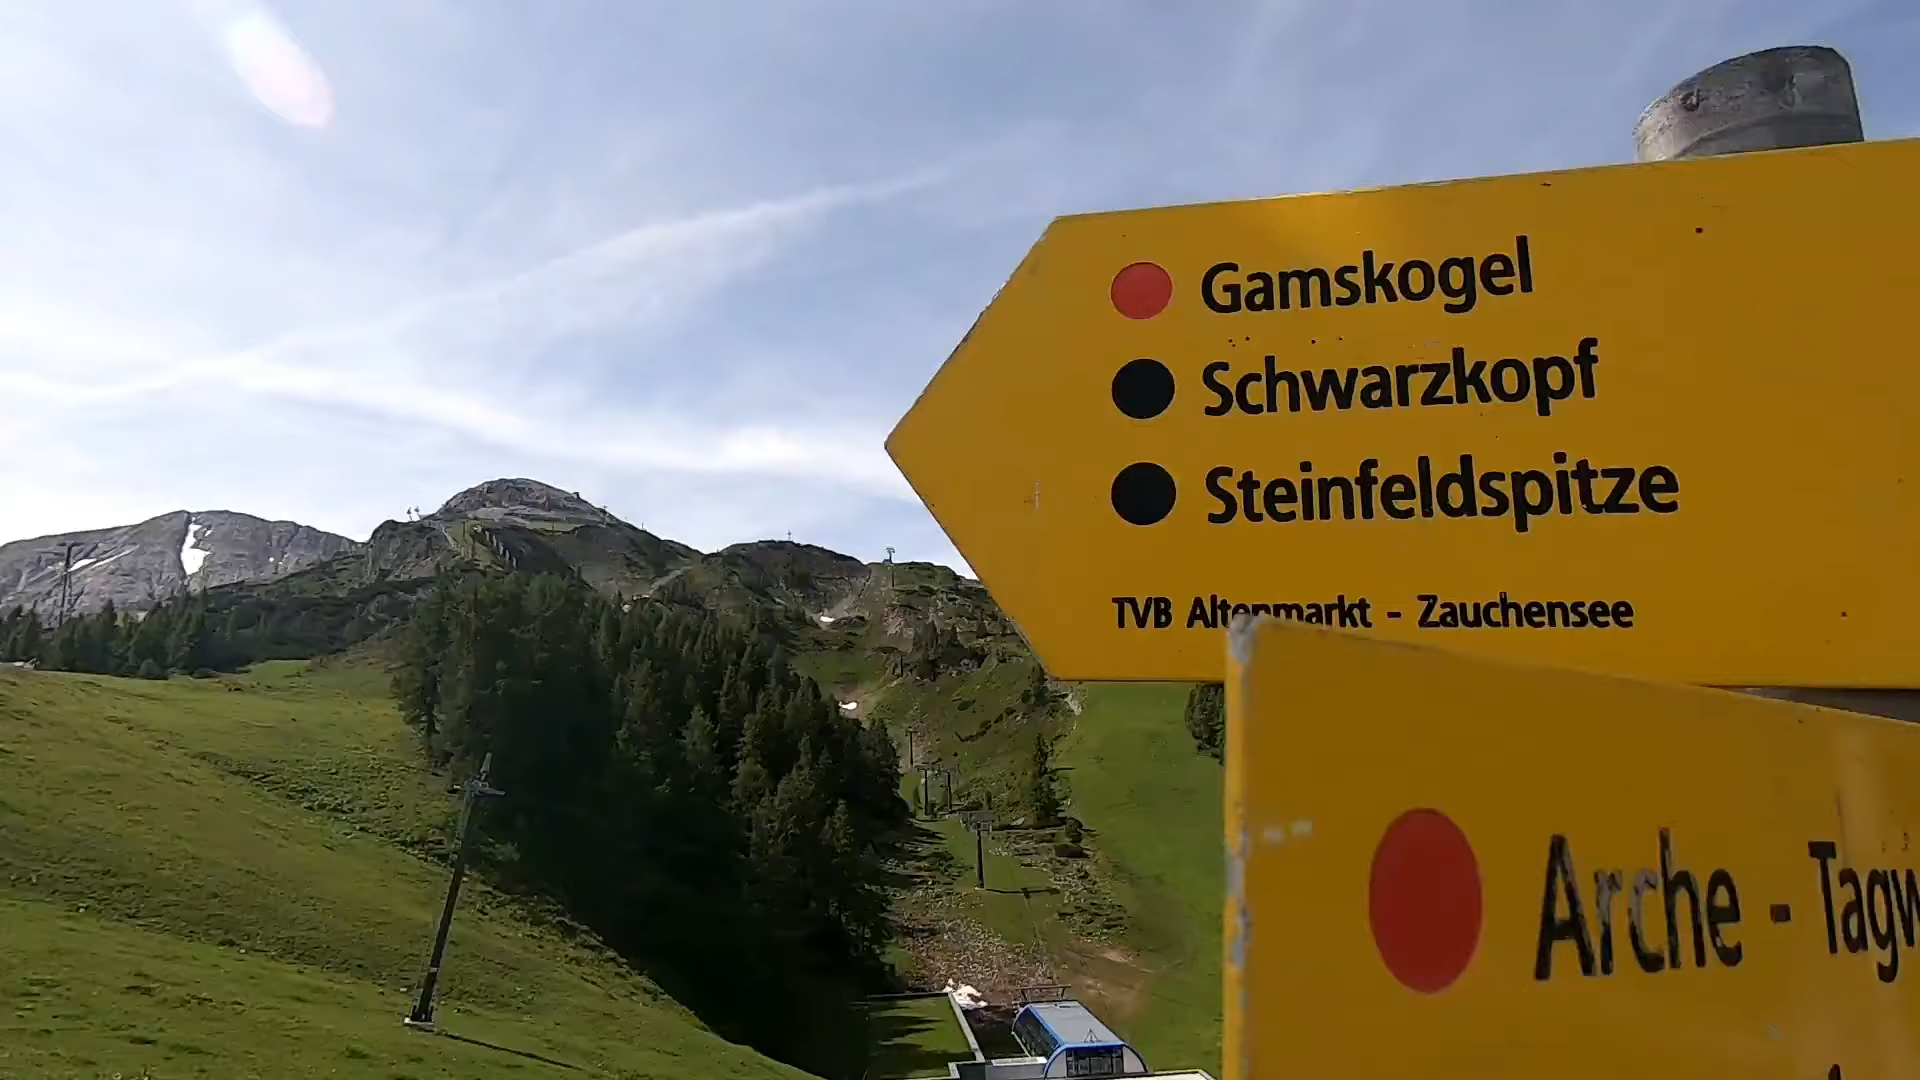 Gamskogel
Schwarzkopf
Steinfeldspitze
TVB Altenmarkt - Zauchensee
Arche - Tagw